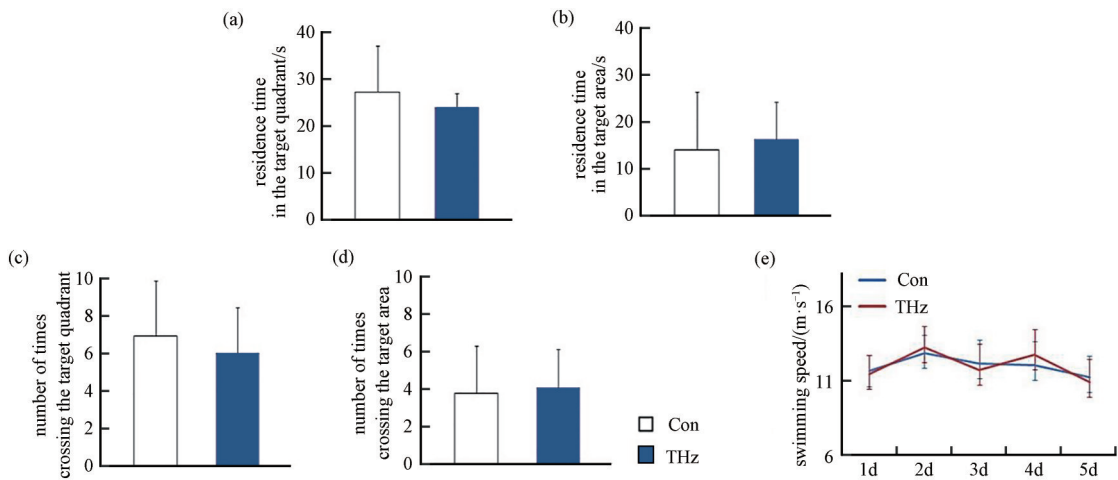 (a)
residence time
in the target quadrant/s
40
30
20
10
0
(b)
residence time
in the target area/s
40
30
20
10
0
(c)
number of times
crossing the target quadrant
10
8
6
4
2
0
(d)
number of times
crossing the target area
10
8
6
4
2
0
Con
THz
(e)
swimming speed/(m·s⁻¹)
16
11
6
Con
THz
1d 2d 3d 4d 5d